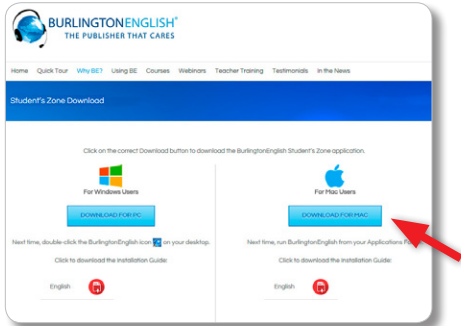 BURLINGTONENGLISH®
THE PUBLISHER THAT CARES
Home Quick Tour Why BE? Using BE Courses Webinars Teacher Training Testimonials In the News
Student's Zone Download
Click on the correct Download button to download the BurlingtonEnglish Student's Zone application.
For Windows Users
DOWNLOAD FOR PC
Next time, double-click the BurlingtonEnglish icon on your desktop.
Click to download the Installation Guide:
English
For Mac Users
DOWNLOAD FOR MAC
Next time, run BurlingtonEnglish from your Applications
Click to download the Installation Guide:
English